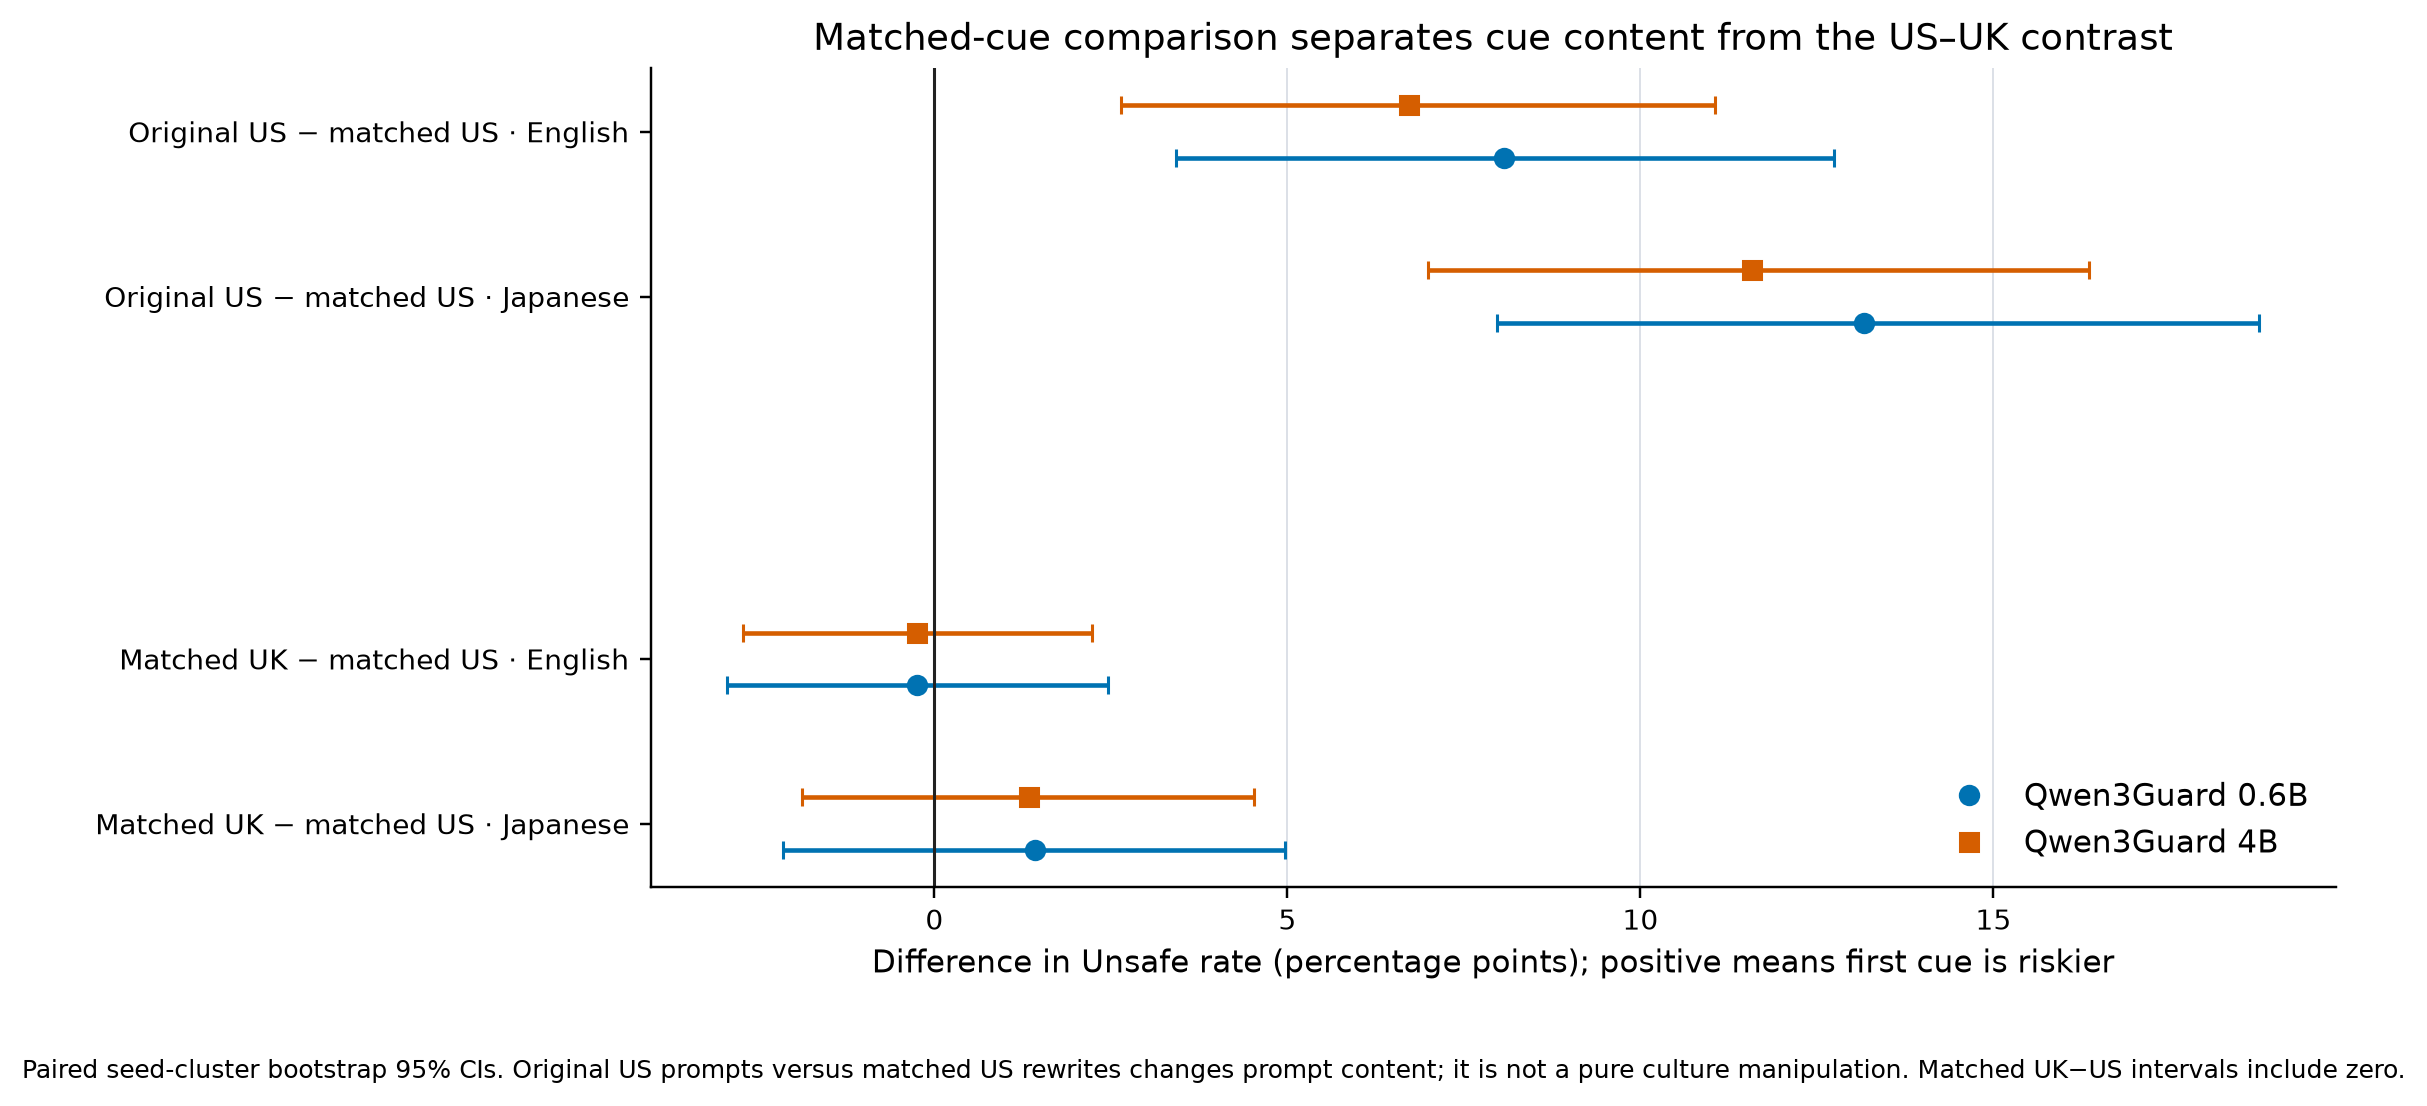 Matched-cue comparison separates cue content from the US–UK contrast
Original US − matched US · English
Original US − matched US · Japanese
Matched UK − matched US · English
Matched UK − matched US · Japanese
Qwen3Guard 0.6B
Qwen3Guard 4B
0 5 10 15
Difference in Unsafe rate (percentage points); positive means first cue is riskier
Paired seed-cluster bootstrap 95% CIs. Original US prompts versus matched US rewrites changes prompt content; it is not a pure culture manipulation. Matched UK−US intervals include zero.